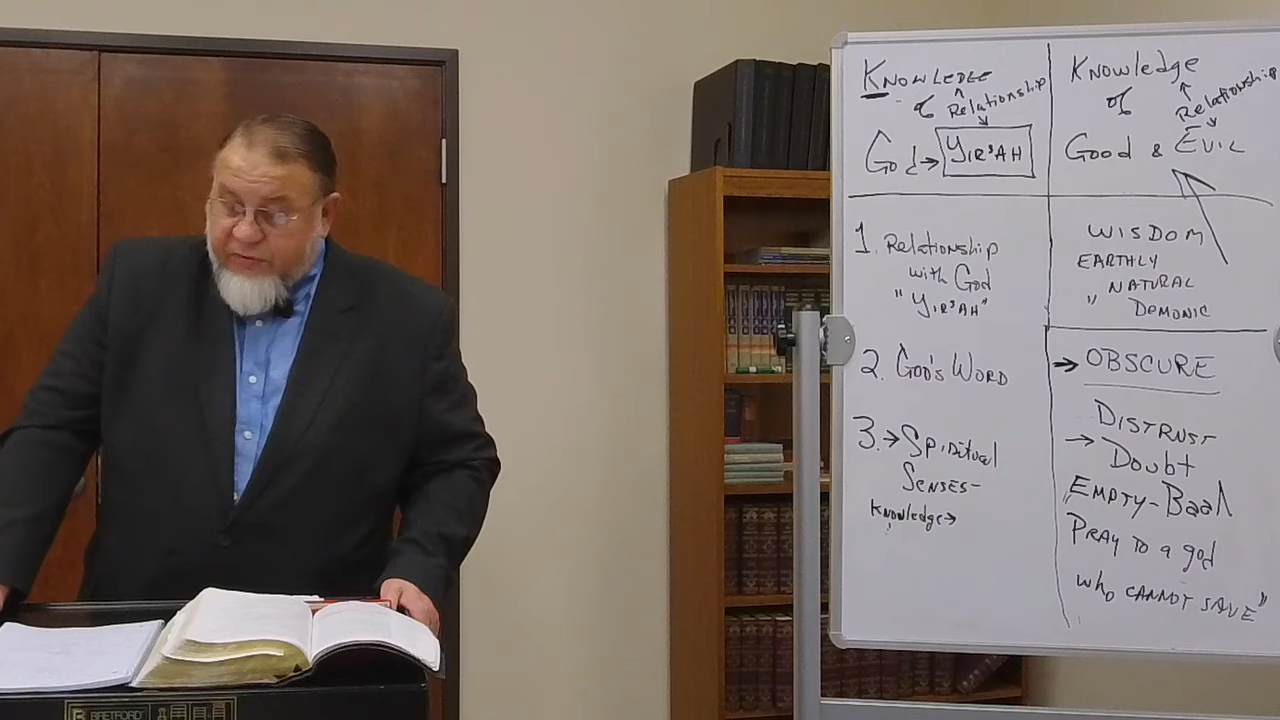 KNOWLEDGE
of Relationship
God → YIR'AH
1. Relationship
with God
"YIR'AH"
2. God's Word
3. → Spiritual
Senses-
Knowledge →
Knowledge
of Relationship
Good & Evil
WISDOM
EARTHLY
" NATURAL
DEMONIC
→ OBSCURE
DISTRUST
→ Doubt
EMPTY-Baal
"PRAY TO a god
who CANNOT SAVE"
BRETFORD